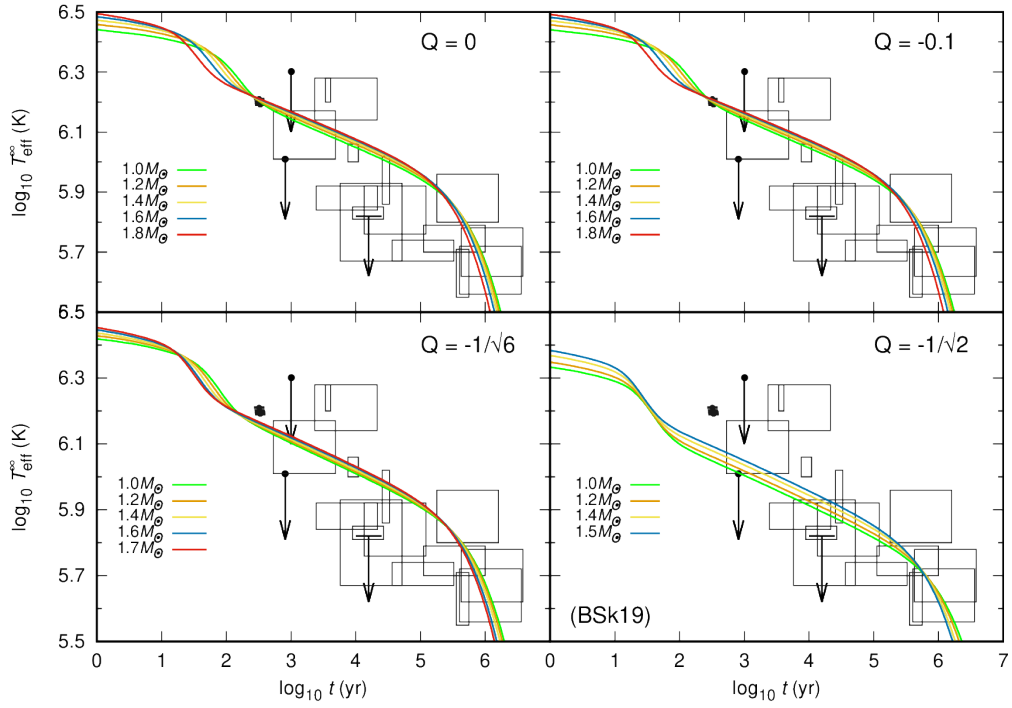 6.5
6.3
6.1
5.9
5.7
6.5
log₁₀ T∞eff (K)
Q = 0
1.0M⊙
1.2M⊙
1.4M⊙
1.6M⊙
1.8M⊙
Q = -0.1
1.0M⊙
1.2M⊙
1.4M⊙
1.6M⊙
1.8M⊙
6.3
6.1
5.9
5.7
5.5
log₁₀ T∞eff (K)
Q = -1/√6
1.0M⊙
1.2M⊙
1.4M⊙
1.6M⊙
1.7M⊙
0 1 2 3 4 5 6
log₁₀ t (yr)
Q = -1/√2
1.0M⊙
1.2M⊙
1.4M⊙
1.5M⊙
(BSk19)
0 1 2 3 4 5 6 7
log₁₀ t (yr)